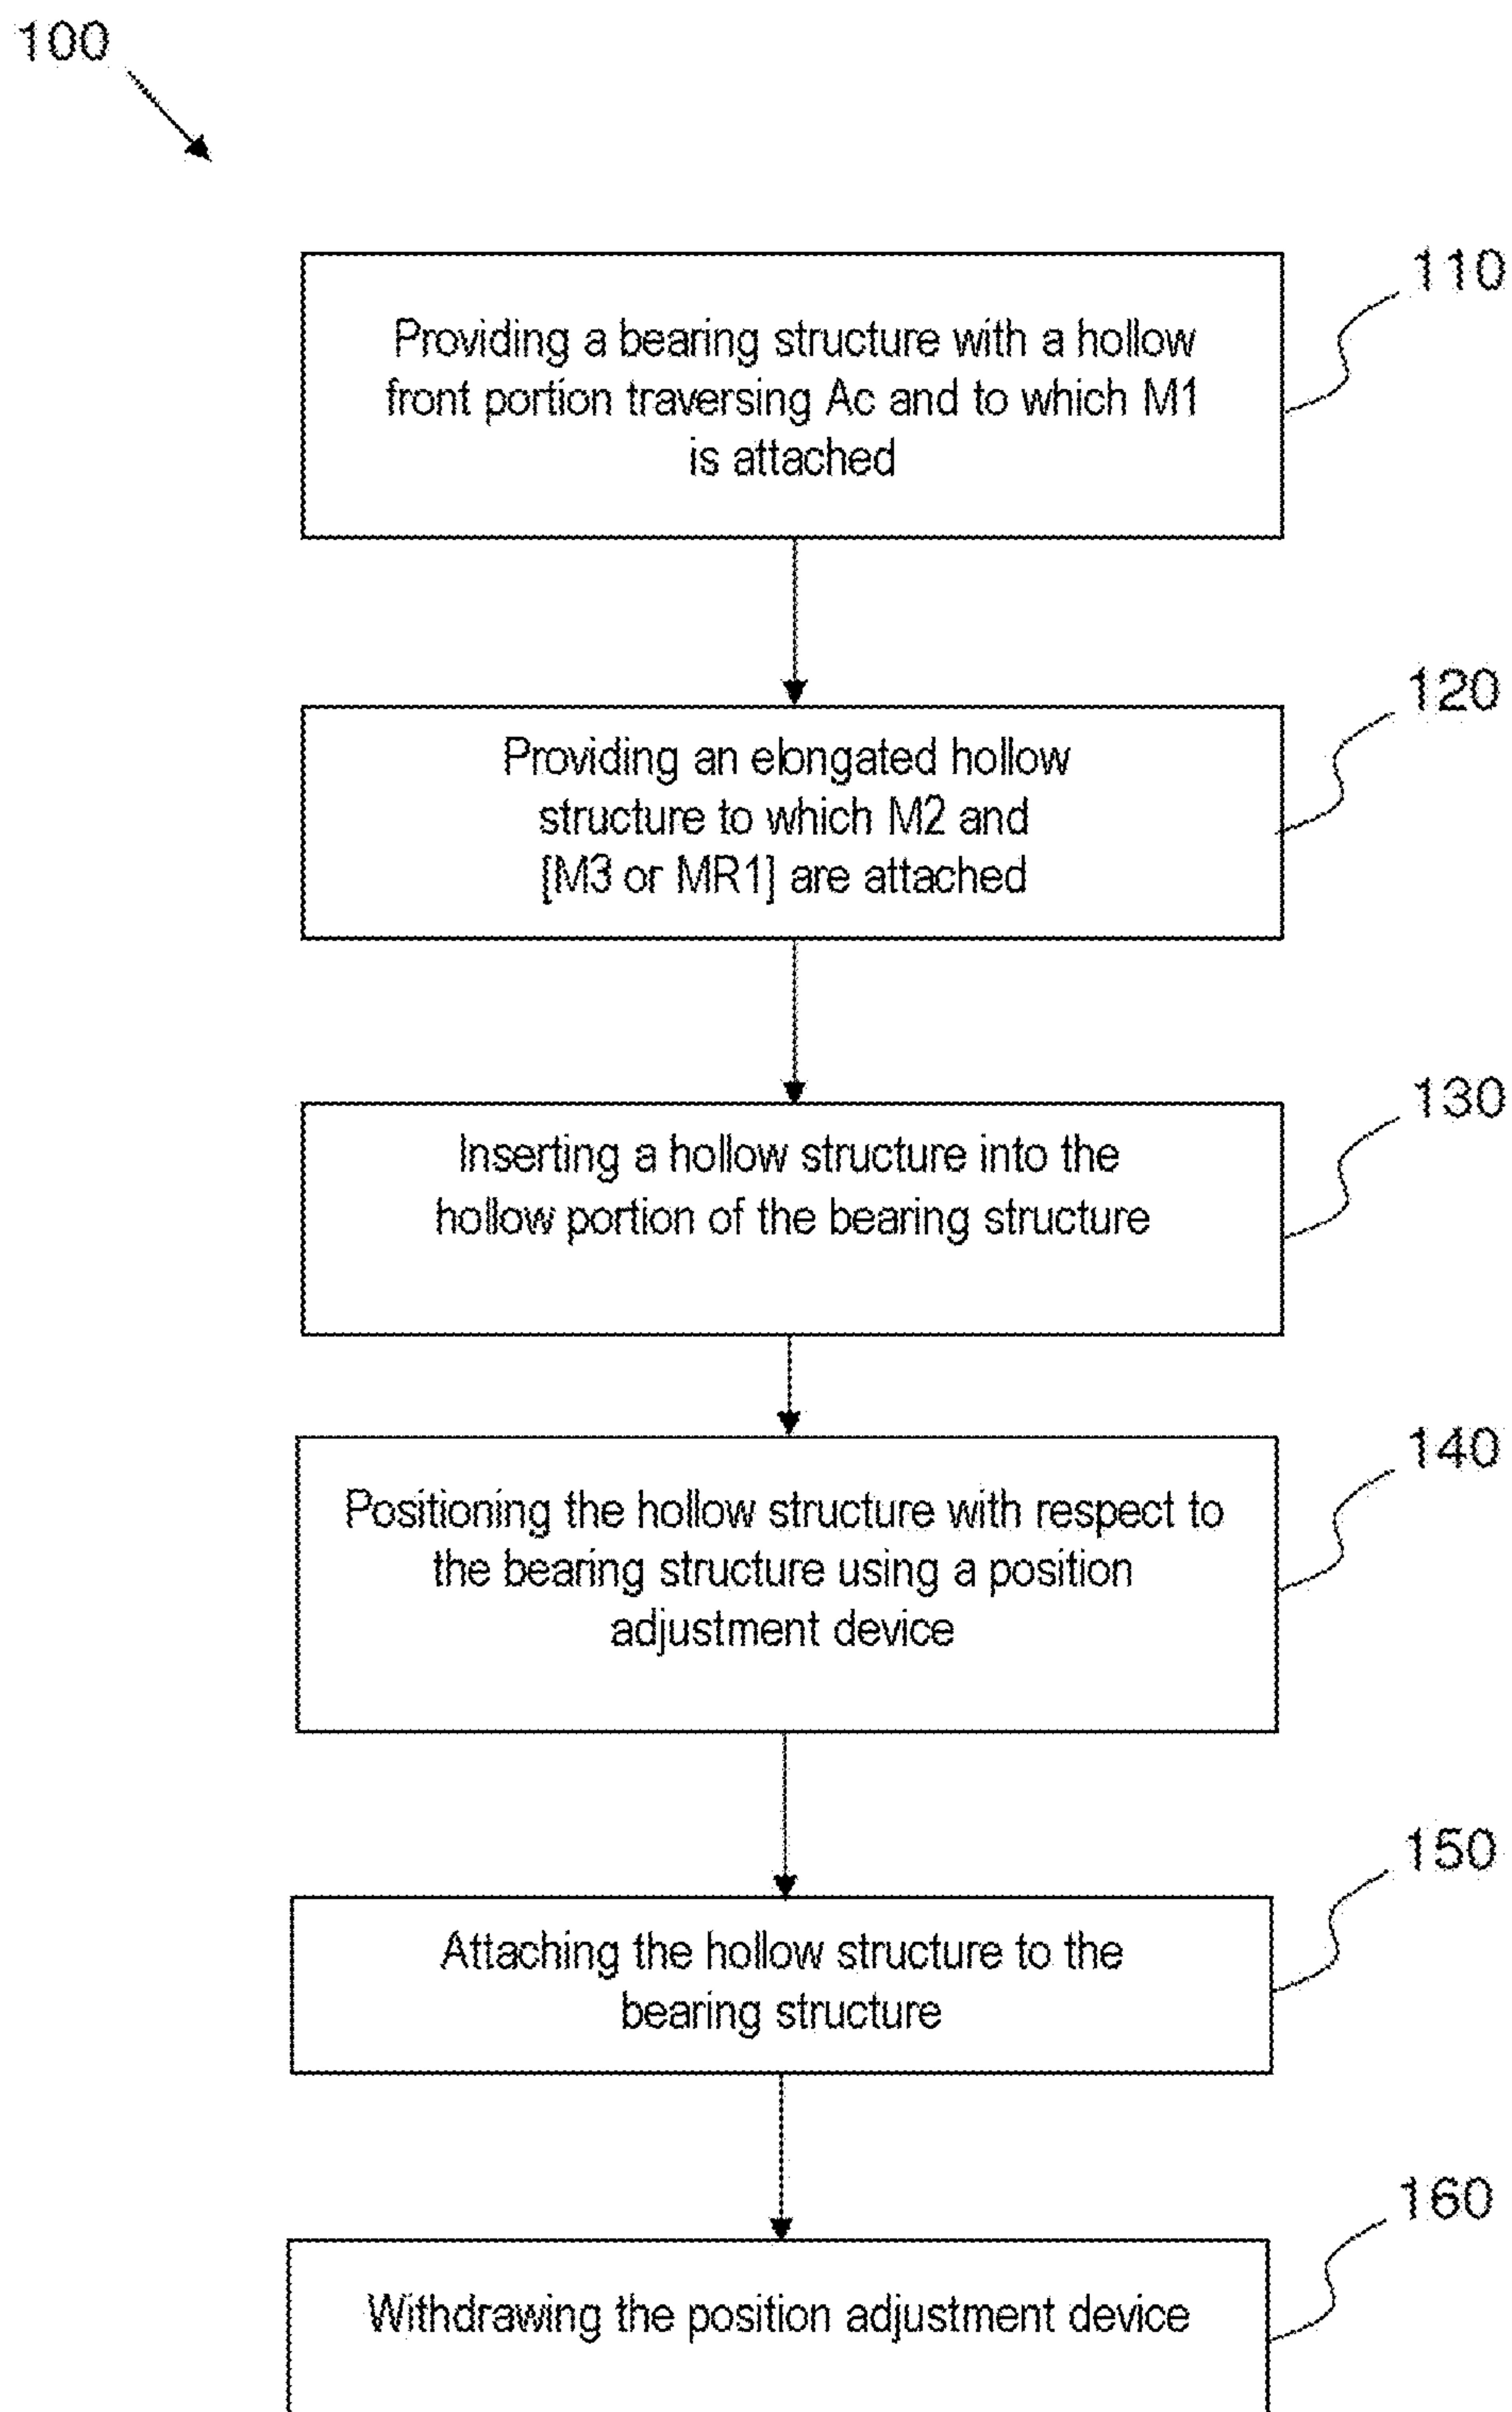 100
110
Providing a bearing structure with a hollow
front portion traversing Ac and to which M1
is attached
120
Providing an elongated hollow
structure to which M2 and
[M3 or MR1] are attached
130
Inserting a hollow structure into the
hollow portion of the bearing structure
140
Positioning the hollow structure with respect to
the bearing structure using a position
adjustment device
150
Attaching the hollow structure to the
bearing structure
160
Withdrawing the position adjustment device